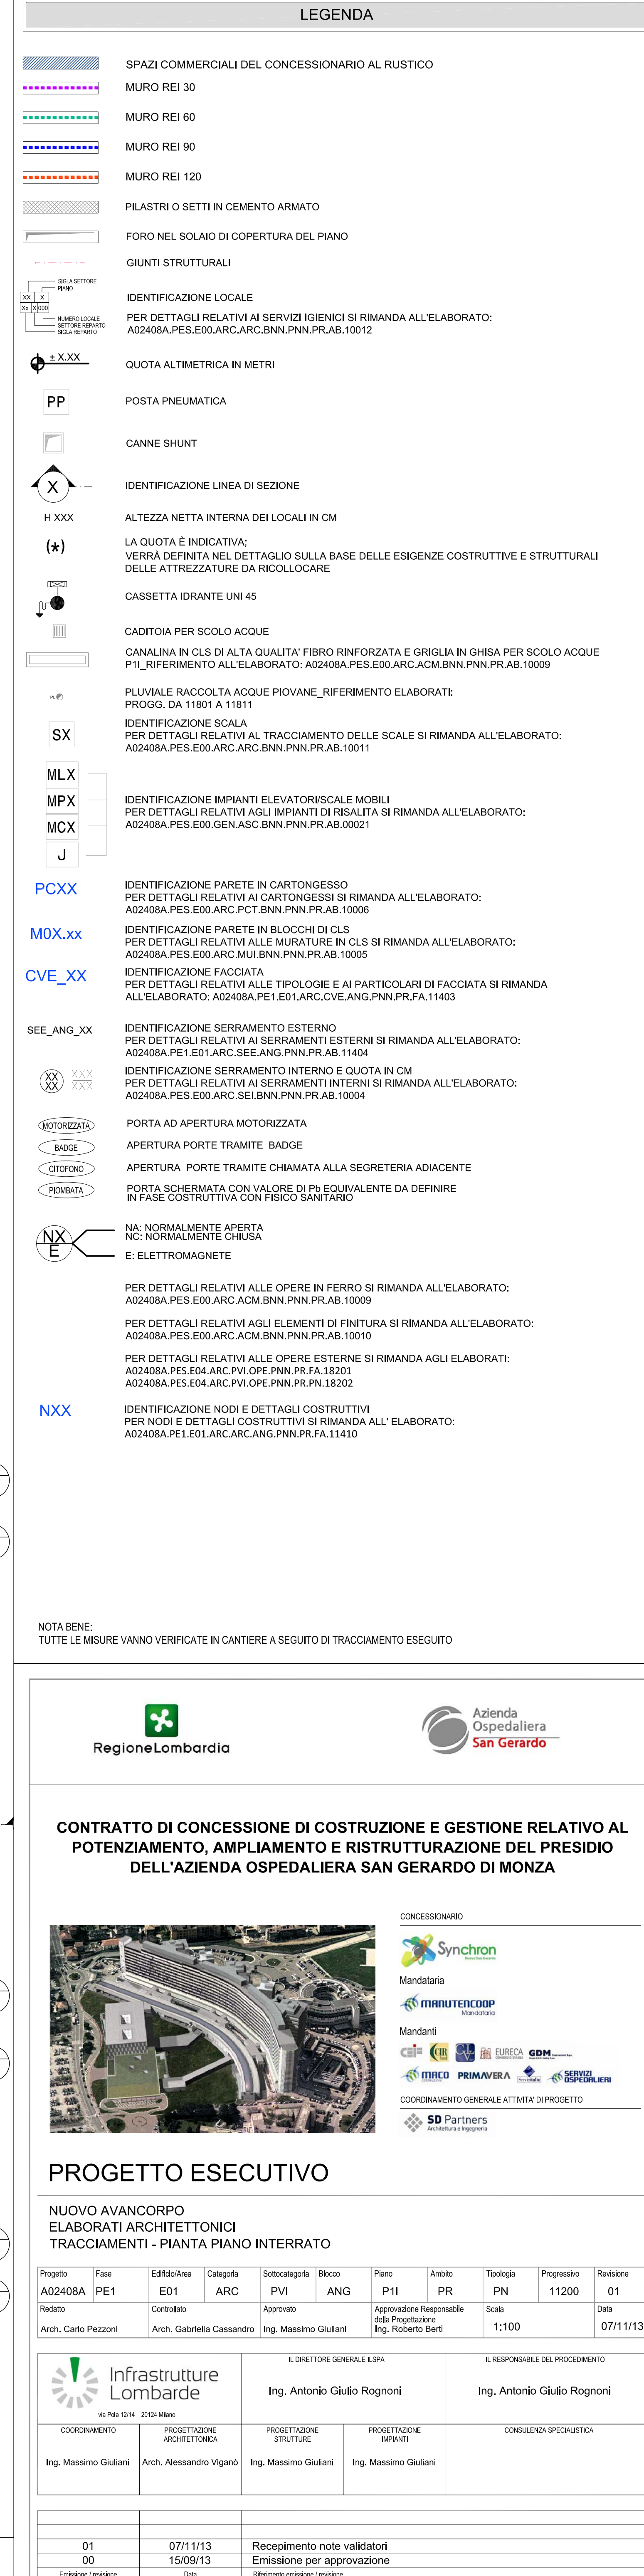 LEGENDA
SPAZI COMMERCIALI DEL CONCESSIONARIO AL RUSTICO
MURO REI 30
MURO REI 60
MURO REI 90
MURO REI 120
PILASTRI O SETTI IN CEMENTO ARMATO
FORO NEL SOLAIO DI COPERTURA DEL PIANO
GIUNTI STRUTTURALI
SIGLA SETTORE
PIANO
XX X
Xx X 000
NUMERO LOCALE
SETTORE REPARTO
SIGLA REPARTO
IDENTIFICAZIONE LOCALE
PER DETTAGLI RELATIVI AI SERVIZI IGIENICI SI RIMANDA ALL'ELABORATO:
A02408A.PES.E00.ARC.ARC.BNN.PNN.PR.AB.10012
± X.XX
QUOTA ALTIMETRICA IN METRI
PP
POSTA PNEUMATICA
CANNE SHUNT
X
IDENTIFICAZIONE LINEA DI SEZIONE
H XXX
ALTEZZA NETTA INTERNA DEI LOCALI IN CM
(*)
LA QUOTA È INDICATIVA;
VERRÀ DEFINITA NEL DETTAGLIO SULLA BASE DELLE ESIGENZE COSTRUTTIVE E STRUTTURALI
DELLE ATTREZZATURE DA RICOLLOCARE
CASSETTA IDRANTE UNI 45
CADITOIA PER SCOLO ACQUE
CANALINA IN CLS DI ALTA QUALITA' FIBRO RINFORZATA E GRIGLIA IN GHISA PER SCOLO ACQUE
P1I_RIFERIMENTO ALL'ELABORATO: A02408A.PES.E00.ARC.ACM.BNN.PNN.PR.AB.10009
PL
PLUVIALE RACCOLTA ACQUE PIOVANE_RIFERIMENTO ELABORATI:
PROGG. DA 11801 A 11811
SX
IDENTIFICAZIONE SCALA
PER DETTAGLI RELATIVI AL TRACCIAMENTO DELLE SCALE SI RIMANDA ALL'ELABORATO:
A02408A.PES.E00.ARC.ARC.BNN.PNN.PR.AB.10011
MLX
MPX
MCX
J
IDENTIFICAZIONE IMPIANTI ELEVATORI/SCALE MOBILI
PER DETTAGLI RELATIVI AGLI IMPIANTI DI RISALITA SI RIMANDA ALL'ELABORATO:
A02408A.PES.E00.GEN.ASC.BNN.PNN.PR.AB.00021
PCXX
IDENTIFICAZIONE PARETE IN CARTONGESSO
PER DETTAGLI RELATIVI AI CARTONGESSI SI RIMANDA ALL'ELABORATO:
A02408A.PES.E00.ARC.PCT.BNN.PNN.PR.AB.10006
M0X.xx
IDENTIFICAZIONE PARETE IN BLOCCHI DI CLS
PER DETTAGLI RELATIVI ALLE MURATURE IN CLS SI RIMANDA ALL'ELABORATO:
A02408A.PES.E00.ARC.MUI.BNN.PNN.PR.AB.10005
CVE_XX
IDENTIFICAZIONE FACCIATA
PER DETTAGLI RELATIVI ALLE TIPOLOGIE E AI PARTICOLARI DI FACCIATA SI RIMANDA
ALL'ELABORATO: A02408A.PE1.E01.ARC.CVE.ANG.PNN.PR.FA.11403
SEE_ANG_XX
IDENTIFICAZIONE SERRAMENTO ESTERNO
PER DETTAGLI RELATIVI AI SERRAMENTI ESTERNI SI RIMANDA ALL'ELABORATO:
A02408A.PE1.E01.ARC.SEE.ANG.PNN.PR.AB.11404
XX XXX
XX XXX
IDENTIFICAZIONE SERRAMENTO INTERNO E QUOTA IN CM
PER DETTAGLI RELATIVI AI SERRAMENTI INTERNI SI RIMANDA ALL'ELABORATO:
A02408A.PES.E00.ARC.SEI.BNN.PNN.PR.AB.10004
MOTORIZZATA
PORTA AD APERTURA MOTORIZZATA
BADGE
APERTURA PORTE TRAMITE BADGE
CITOFONO
APERTURA PORTE TRAMITE CHIAMATA ALLA SEGRETERIA ADIACENTE
PIOMBATA
PORTA SCHERMATA CON VALORE DI Pb EQUIVALENTE DA DEFINIRE
IN FASE COSTRUTTIVA CON FISICO SANITARIO
NX
E
NA: NORMALMENTE APERTA
NC: NORMALMENTE CHIUSA
E: ELETTROMAGNETE
PER DETTAGLI RELATIVI ALLE OPERE IN FERRO SI RIMANDA ALL'ELABORATO:
A02408A.PES.E00.ARC.ACM.BNN.PNN.PR.AB.10009
PER DETTAGLI RELATIVI AGLI ELEMENTI DI FINITURA SI RIMANDA ALL'ELABORATO:
A02408A.PES.E00.ARC.ACM.BNN.PNN.PR.AB.10010
PER DETTAGLI RELATIVI ALLE OPERE ESTERNE SI RIMANDA AGLI ELABORATI:
A02408A.PES.E04.ARC.PVI.OPE.PNN.PR.FA.18201
A02408A.PES.E04.ARC.PVI.OPE.PNN.PR.PN.18202
NXX
IDENTIFICAZIONE NODI E DETTAGLI COSTRUTTIVI
PER NODI E DETTAGLI COSTRUTTIVI SI RIMANDA ALL' ELABORATO:
A02408A.PE1.E01.ARC.ARC.ANG.PNN.PR.FA.11410
NOTA BENE:
TUTTE LE MISURE VANNO VERIFICATE IN CANTIERE A SEGUITO DI TRACCIAMENTO ESEGUITO
RegioneLombardia
Azienda
Ospedaliera
San Gerardo
CONTRATTO DI CONCESSIONE DI COSTRUZIONE E GESTIONE RELATIVO AL
POTENZIAMENTO, AMPLIAMENTO E RISTRUTTURAZIONE DEL PRESIDIO
DELL'AZIENDA OSPEDALIERA SAN GERARDO DI MONZA
CONCESSIONARIO
Synchron
Mandataria
MANUTENCOOP
Mandataria
Mandanti
CEIF CIR EURECA GDM
MACO PRIMAVERA Servizi Italia SERVIZI OSPEDALIERI
COORDINAMENTO GENERALE ATTIVITA' DI PROGETTO
SD Partners
Architettura e Ingegneria
PROGETTO ESECUTIVO
NUOVO AVANCORPO
ELABORATI ARCHITETTONICI
TRACCIAMENTI - PIANTA PIANO INTERRATO
Progetto Fase Edificio/Area Categoria Sottocategoria Blocco Piano Ambito Tipologia Progressivo Revisione
A02408A PE1 E01 ARC PVI ANG P1I PR PN 11200 01
Redatto Controllato Approvato Approvazione Responsabile Scala Data
della Progettazione
Arch. Carlo Pezzoni Arch. Gabriella Cassandro Ing. Massimo Giuliani Ing. Roberto Berti 1:100 07/11/13
Infrastrutture
Lombarde
via Pola 12/14 20124 Milano
IL DIRETTORE GENERALE ILSPA
Ing. Antonio Giulio Rognoni
IL RESPONSABILE DEL PROCEDIMENTO
Ing. Antonio Giulio Rognoni
COORDINAMENTO
Ing. Massimo Giuliani
PROGETTAZIONE
ARCHITETTONICA
Arch. Alessandro Viganò
PROGETTAZIONE
STRUTTURE
Ing. Massimo Giuliani
PROGETTAZIONE
IMPIANTI
Ing. Massimo Giuliani
CONSULENZA SPECIALISTICA
01 07/11/13 Recepimento note validatori
00 15/09/13 Emissione per approvazione
Emissione / revisione Data Riferimento emissione / revisione